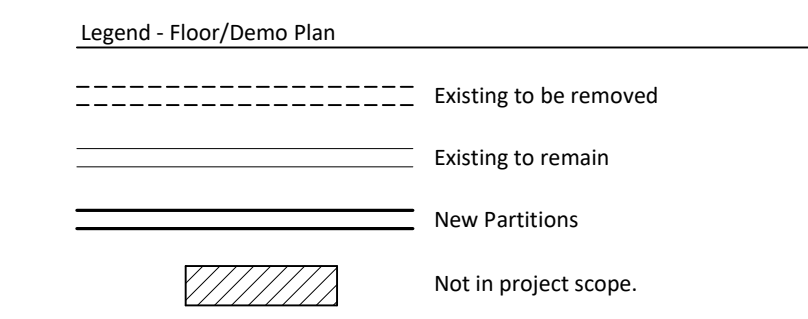 Legend - Floor/Demo Plan
Existing to be removed
Existing to remain
New Partitions
Not in project scope.